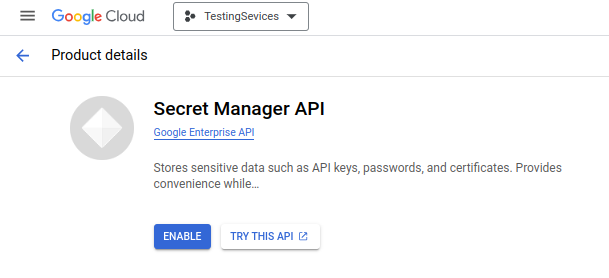 Google Cloud
TestingSevices
Product details
Secret Manager API
Google Enterprise API
Stores sensitive data such as API keys, passwords, and certificates. Provides
convenience while…
ENABLE
TRY THIS API